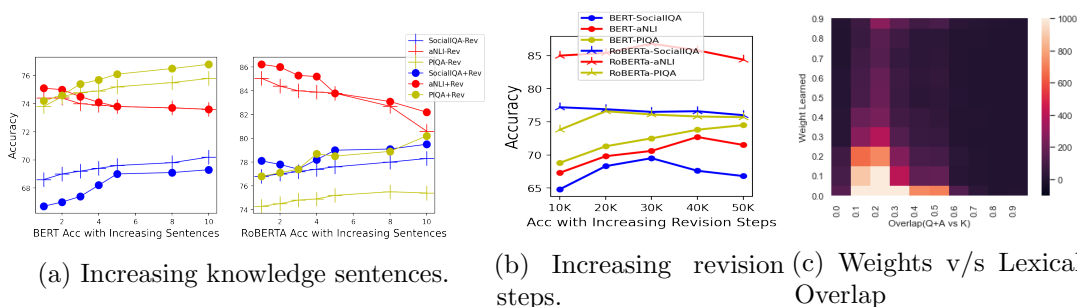 SocialIQA-Rev
aNLI-Rev
PIQA-Rev
SocialIQA+Rev
aNLI+Rev
PIQA+Rev
Accuracy
76
74
72
70
68
2 4 6 8 10
BERT Acc with Increasing Sentences
86
84
82
80
78
76
74
2 4 6 8 10
RoBERTA Acc with Increasing Sentences
(a) Increasing knowledge sentences.
BERT-SocialIQA
BERT-aNLI
BERT-PIQA
RoBERTa-SocialIQA
RoBERTa-aNLI
RoBERTa-PIQA
Accuracy
85
80
75
70
65
10K 20K 30K 40K 50K
Acc with Increasing Revision Steps
(b) Increasing revision
steps.
Weight Learned
0.9
0.8
0.7
0.6
0.5
0.4
0.3
0.2
0.1
0.0
0.0 0.1 0.2 0.3 0.4 0.5 0.6 0.7 0.8 0.9
Overlap(Q+A vs K)
1000
800
600
400
200
0
(c) Weights v/s Lexical
Overlap